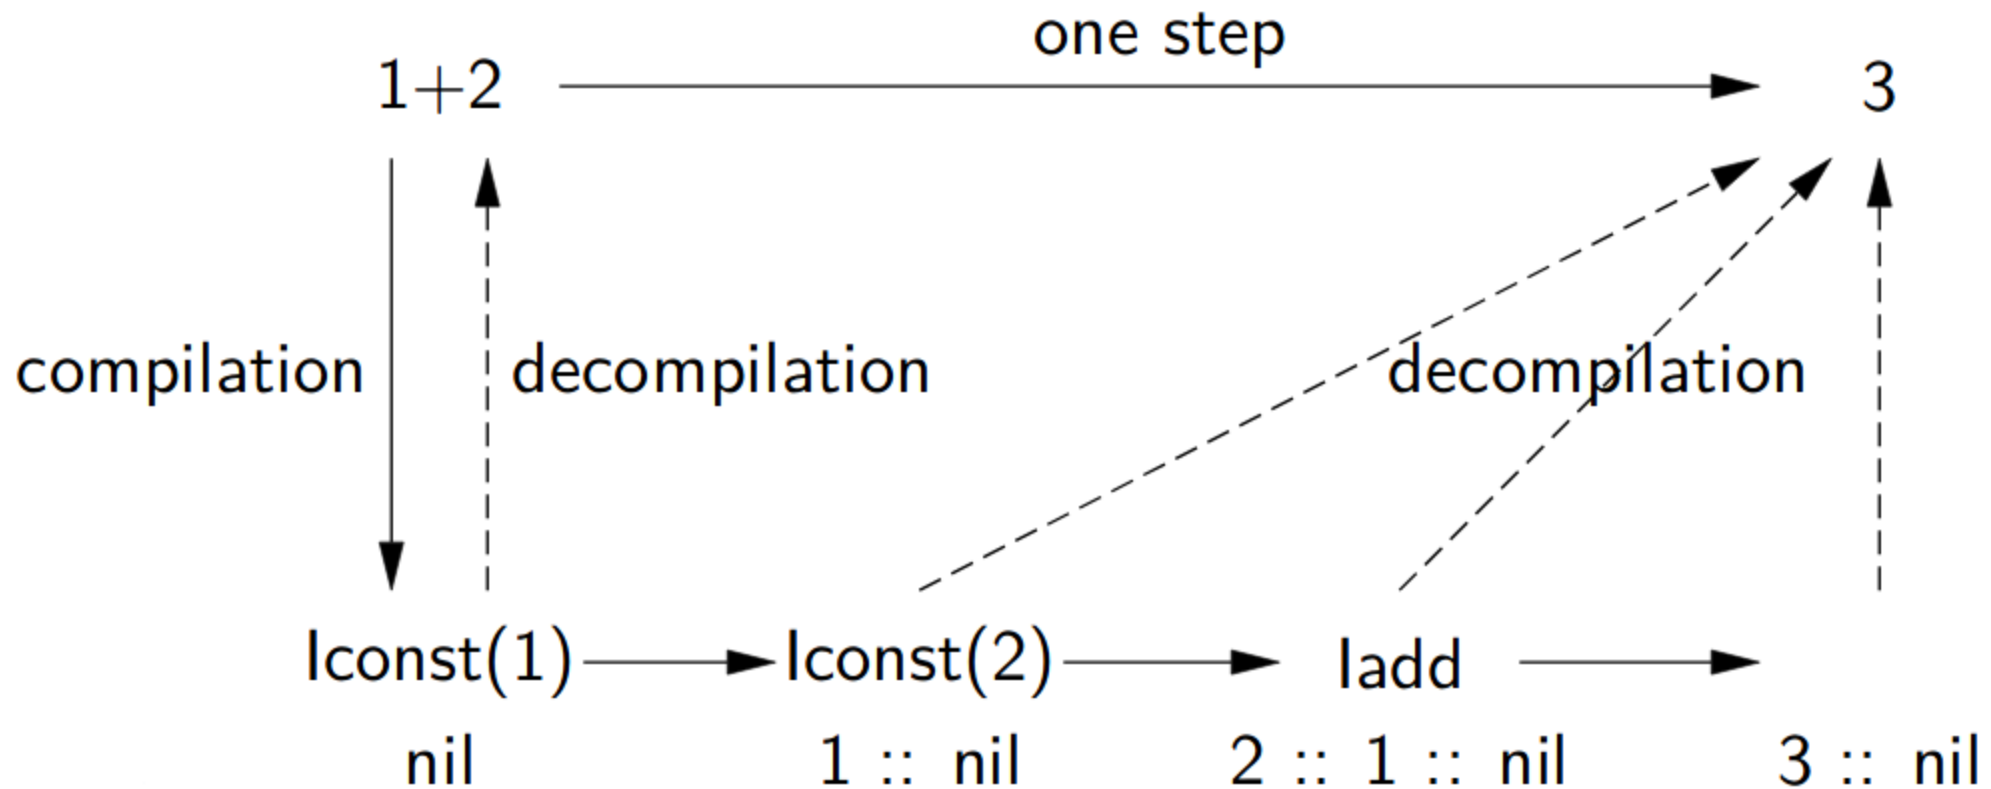 one step
1+2 3
compilation decompilation decompilation
Iconst(1) Iconst(2) Iadd
nil 1 :: nil 2 :: 1 :: nil 3 :: nil